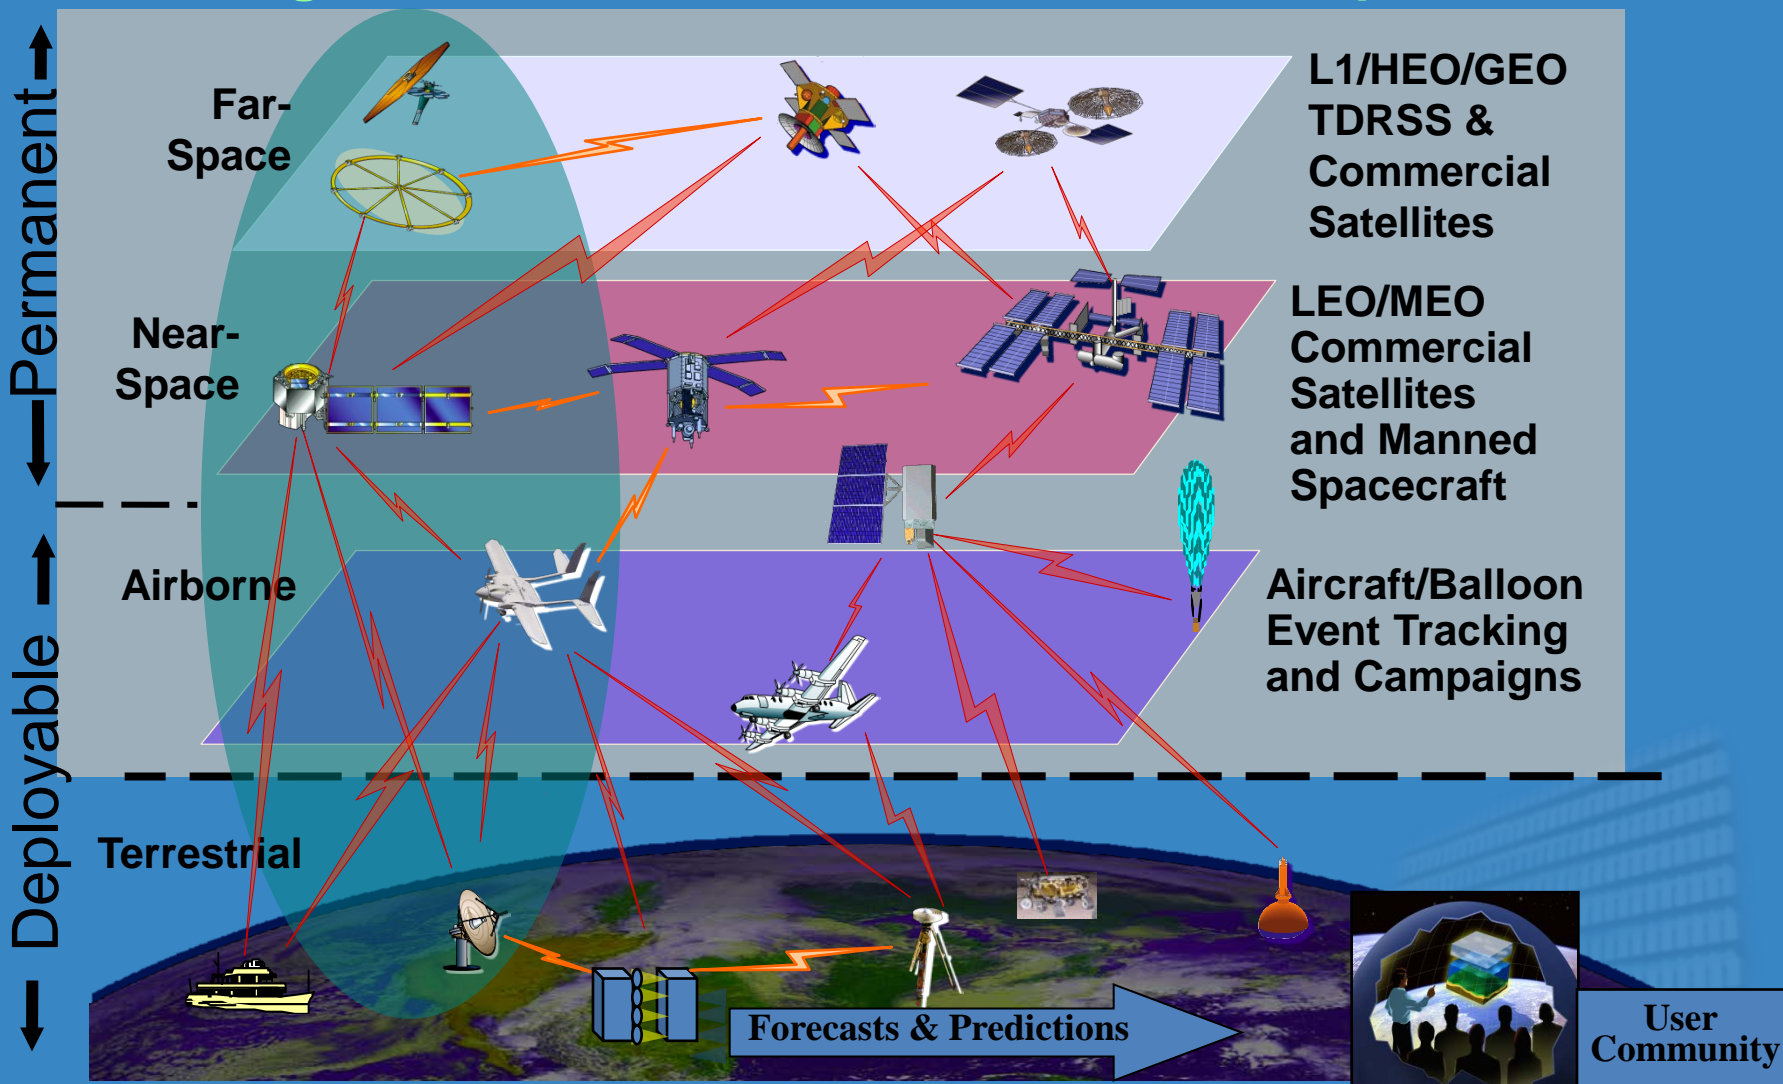 Permanent
Deployable
Far-
Space
L1/HEO/GEO
TDRSS &
Commercial
Satellites
Near-
Space
LEO/MEO
Commercial
Satellites
and Manned
Spacecraft
Airborne
Aircraft/Balloon
Event Tracking
and Campaigns
Terrestrial
Forecasts & Predictions
User
Community